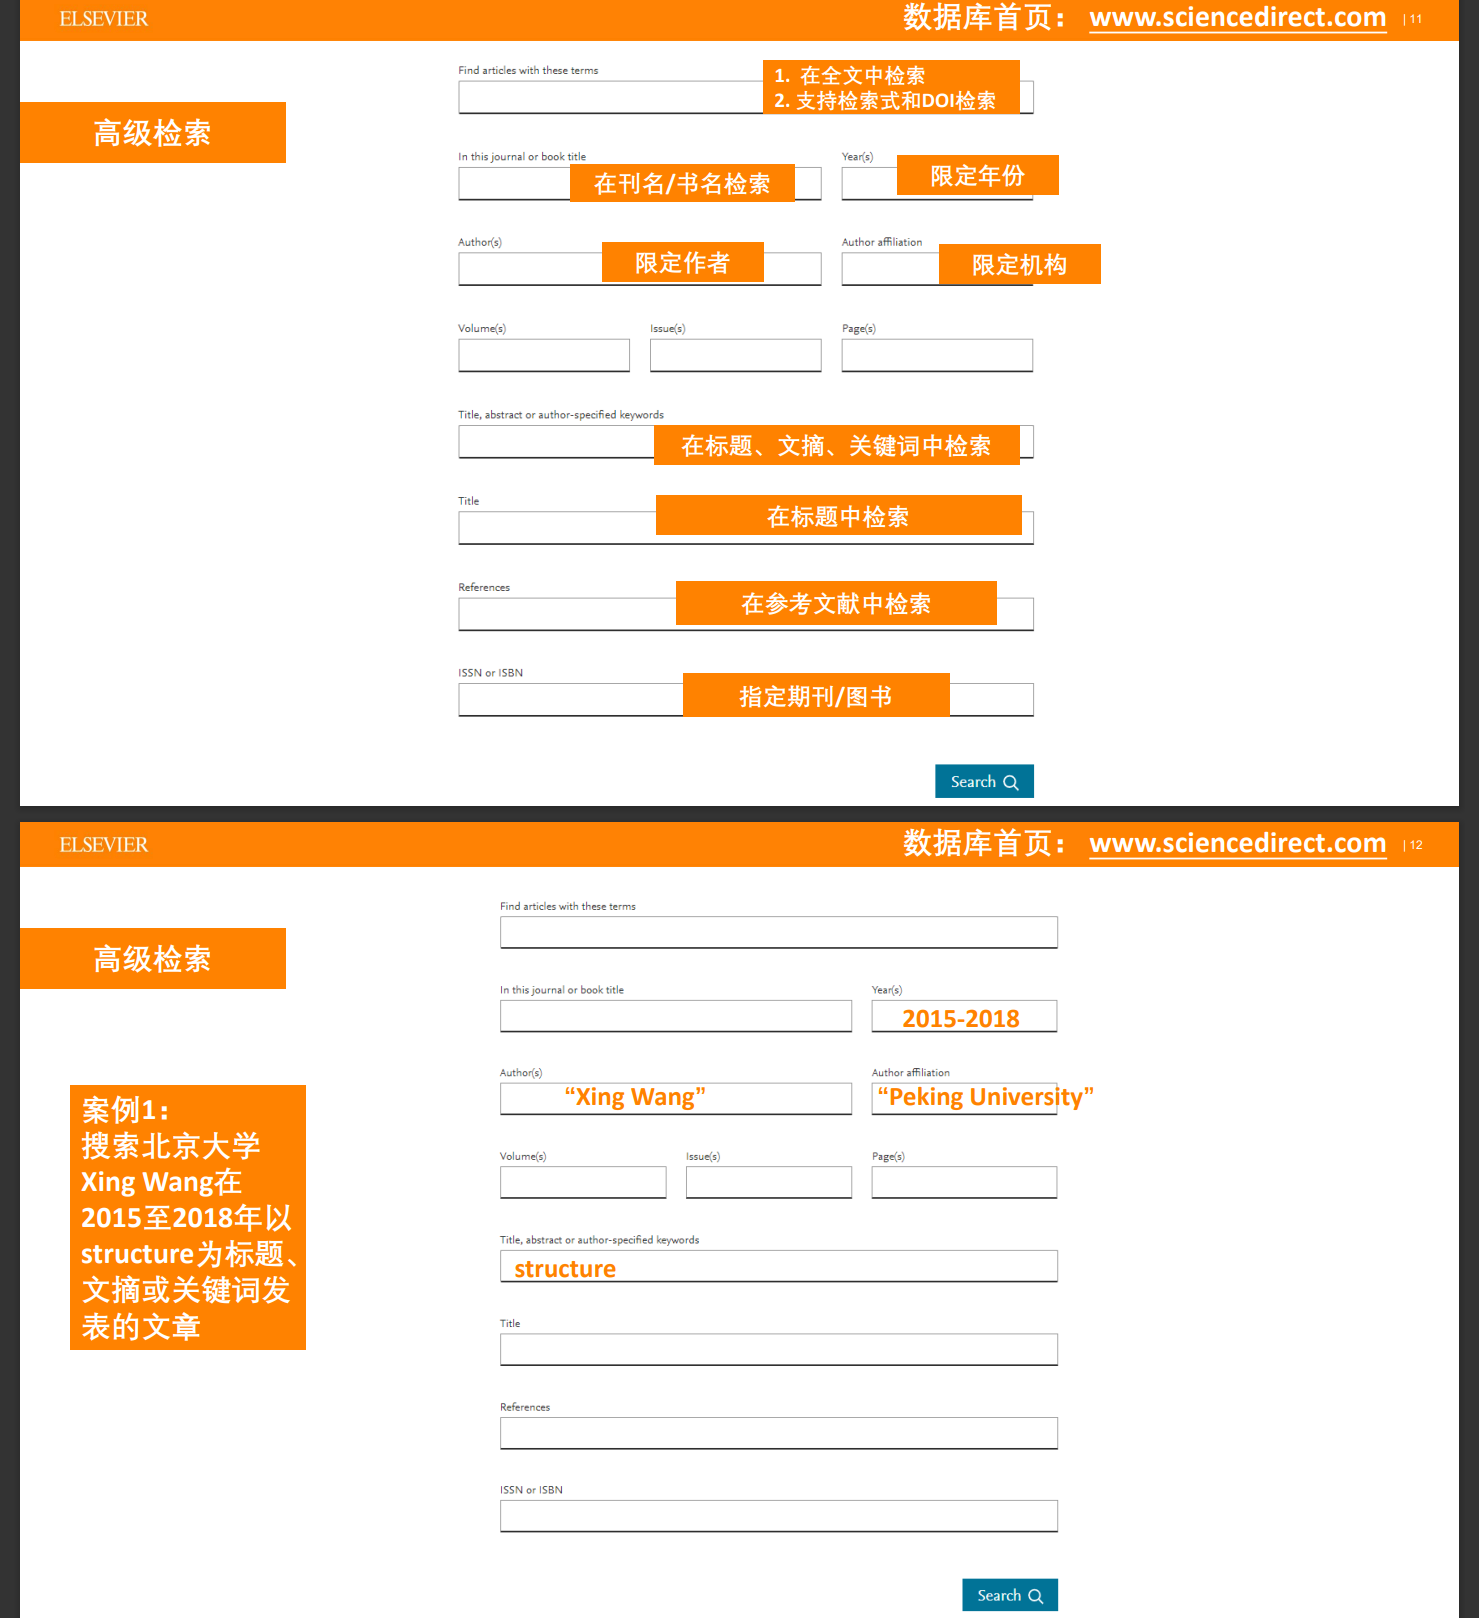 ELSEVIER
数据库首页： www.sciencedirect.com | 11
高级检索
Find articles with these terms
1. 在全文中检索
2. 支持检索式和DOI检索
In this journal or book title
在刊名/书名检索
Year(s)
限定年份
Author(s)
限定作者
Author affiliation
限定机构
Volume(s)
Issue(s)
Page(s)
Title, abstract or author-specified keywords
在标题、文摘、关键词中检索
Title
在标题中检索
References
在参考文献中检索
ISSN or ISBN
指定期刊/图书
Search
ELSEVIER
数据库首页： www.sciencedirect.com | 12
高级检索
案例1：
搜索北京大学
Xing Wang在
2015至2018年以
structure为标题、
文摘或关键词发
表的文章
Find articles with these terms
In this journal or book title
Year(s)
2015-2018
Author(s)
“Xing Wang”
Author affiliation
“Peking University”
Volume(s)
Issue(s)
Page(s)
Title, abstract or author-specified keywords
structure
Title
References
ISSN or ISBN
Search